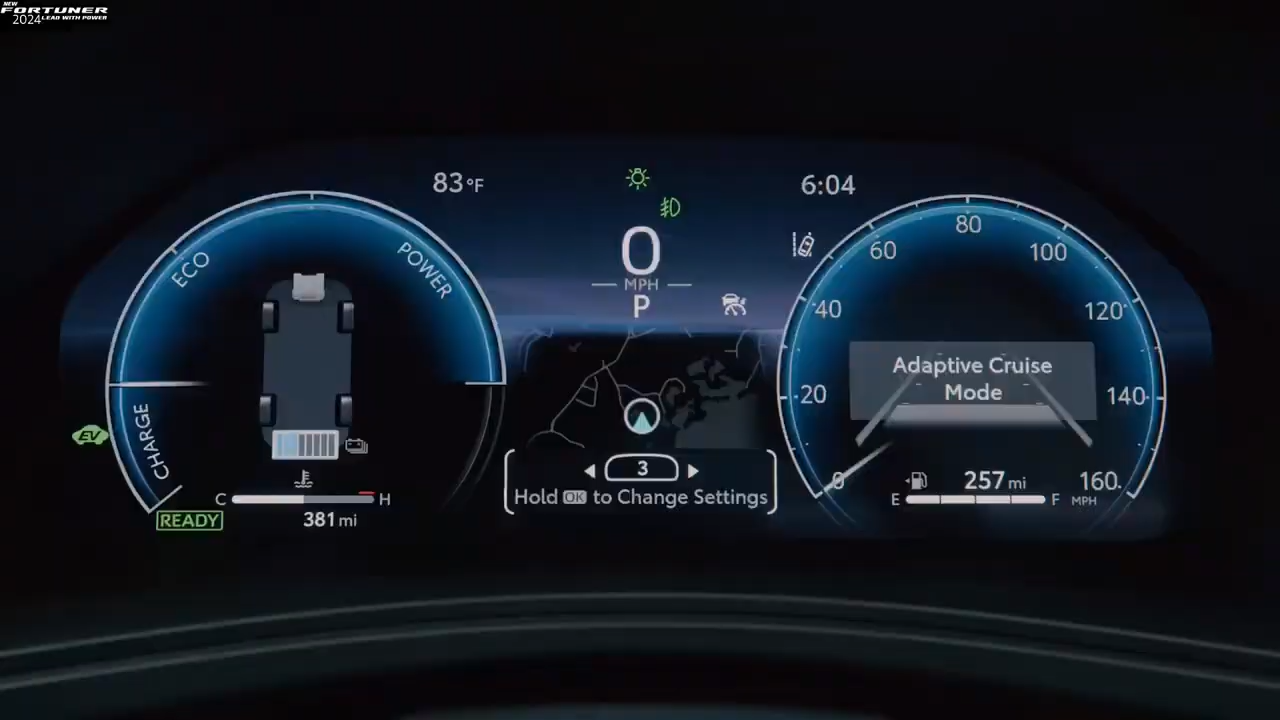 NEW
FORTUNER
2024 LEAD WITH POWER
83°F
6:04
0
MPH
P
ECO
POWER
CHARGE
EV
READY
C
H
381 mi
3
Hold OK to Change Settings
0
20
40
60
80
100
120
140
160
MPH
Adaptive Cruise
Mode
257 mi
E
F